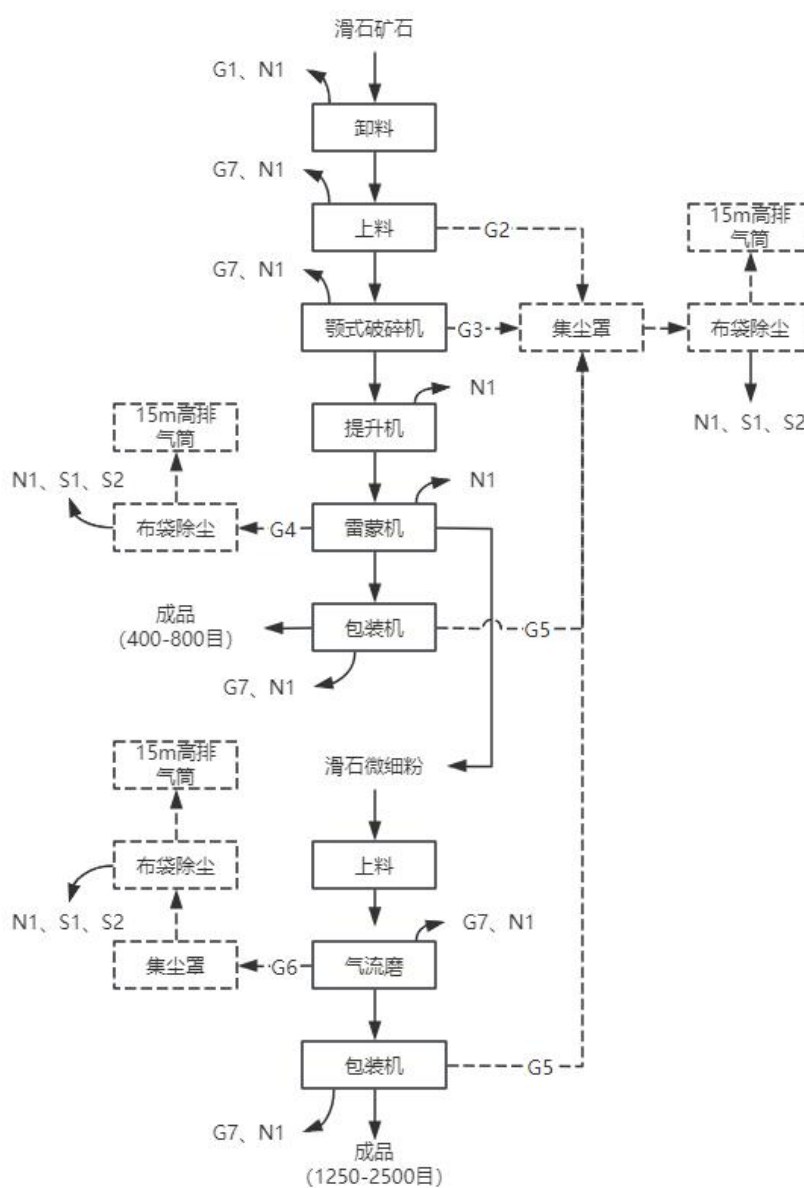 滑石矿石
G1、N1
卸料
G7、N1
上料
G2
15m高排
气筒
G7、N1
颚式破碎机
G3
集尘罩
布袋除尘
N1
15m高排
气筒
提升机
N1、S1、S2
N1、S1、S2
N1
布袋除尘
G4
雷蒙机
成品
(400-800目)
包装机
G5
G7、N1
15m高排
气筒
滑石微细粉
布袋除尘
上料
N1、S1、S2
G7、N1
集尘罩
G6
气流磨
包装机
G5
G7、N1
成品
(1250-2500目)